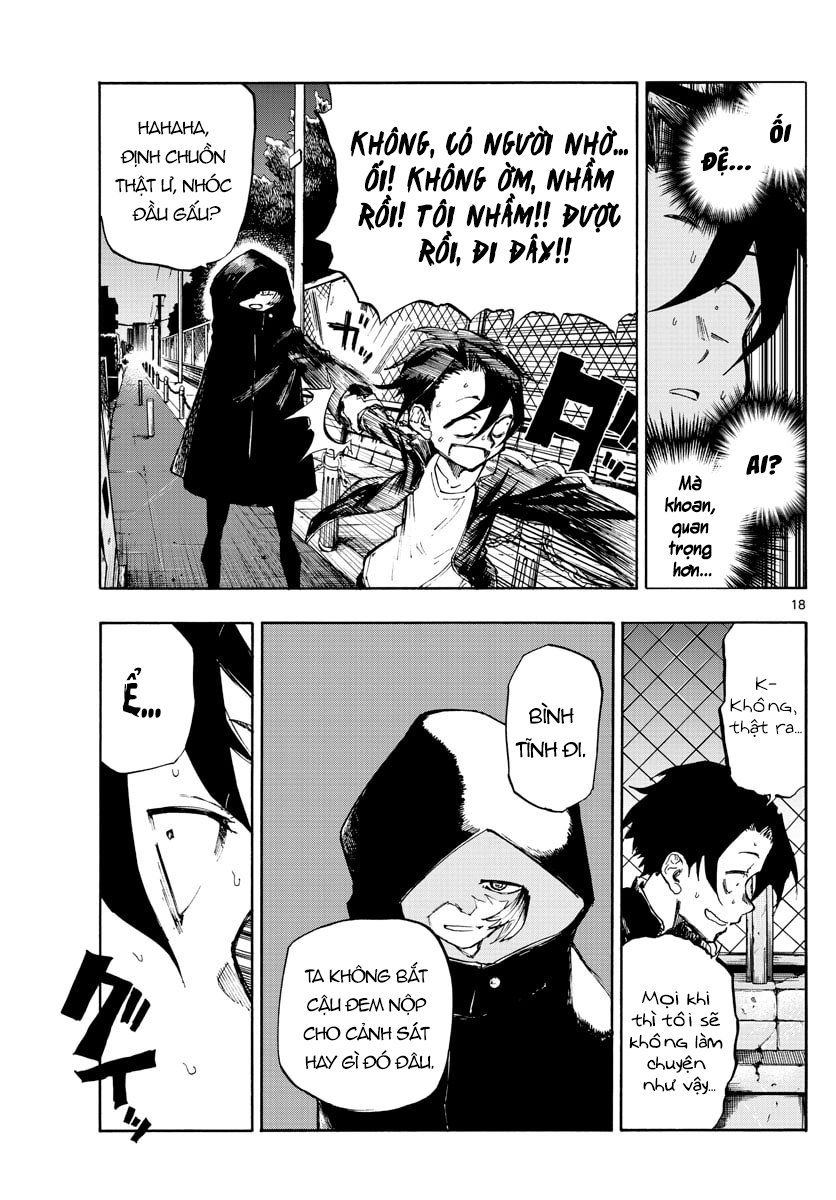 ỐI
ĐỆ...
AI?
Mà
khoan,
quan
trọng
hơn...
KHÔNG, CÓ NGƯỜI NHỜ...
ỐI! KHÔNG ỜM, NHẦM
RỒI! TÔI NHẦM!! ĐƯỢC
RỒI, ĐI ĐÂY!!
ガッ
ダッ
HAHAHA,
ĐỊNH CHUỒN
THẬT Ư, NHÓC
ĐẦU GẤU?
18
K-
Không,
thật ra...
Mọi khi
thì tôi sẽ
không làm
chuyện
như vậy...
BÌNH
TĨNH ĐI.
TA KHÔNG BẮT
CÂU ĐEM NỘP
CHO CẢNH SÁT
HAY GÌ ĐÓ ĐÂU.
Ể...
グイッ